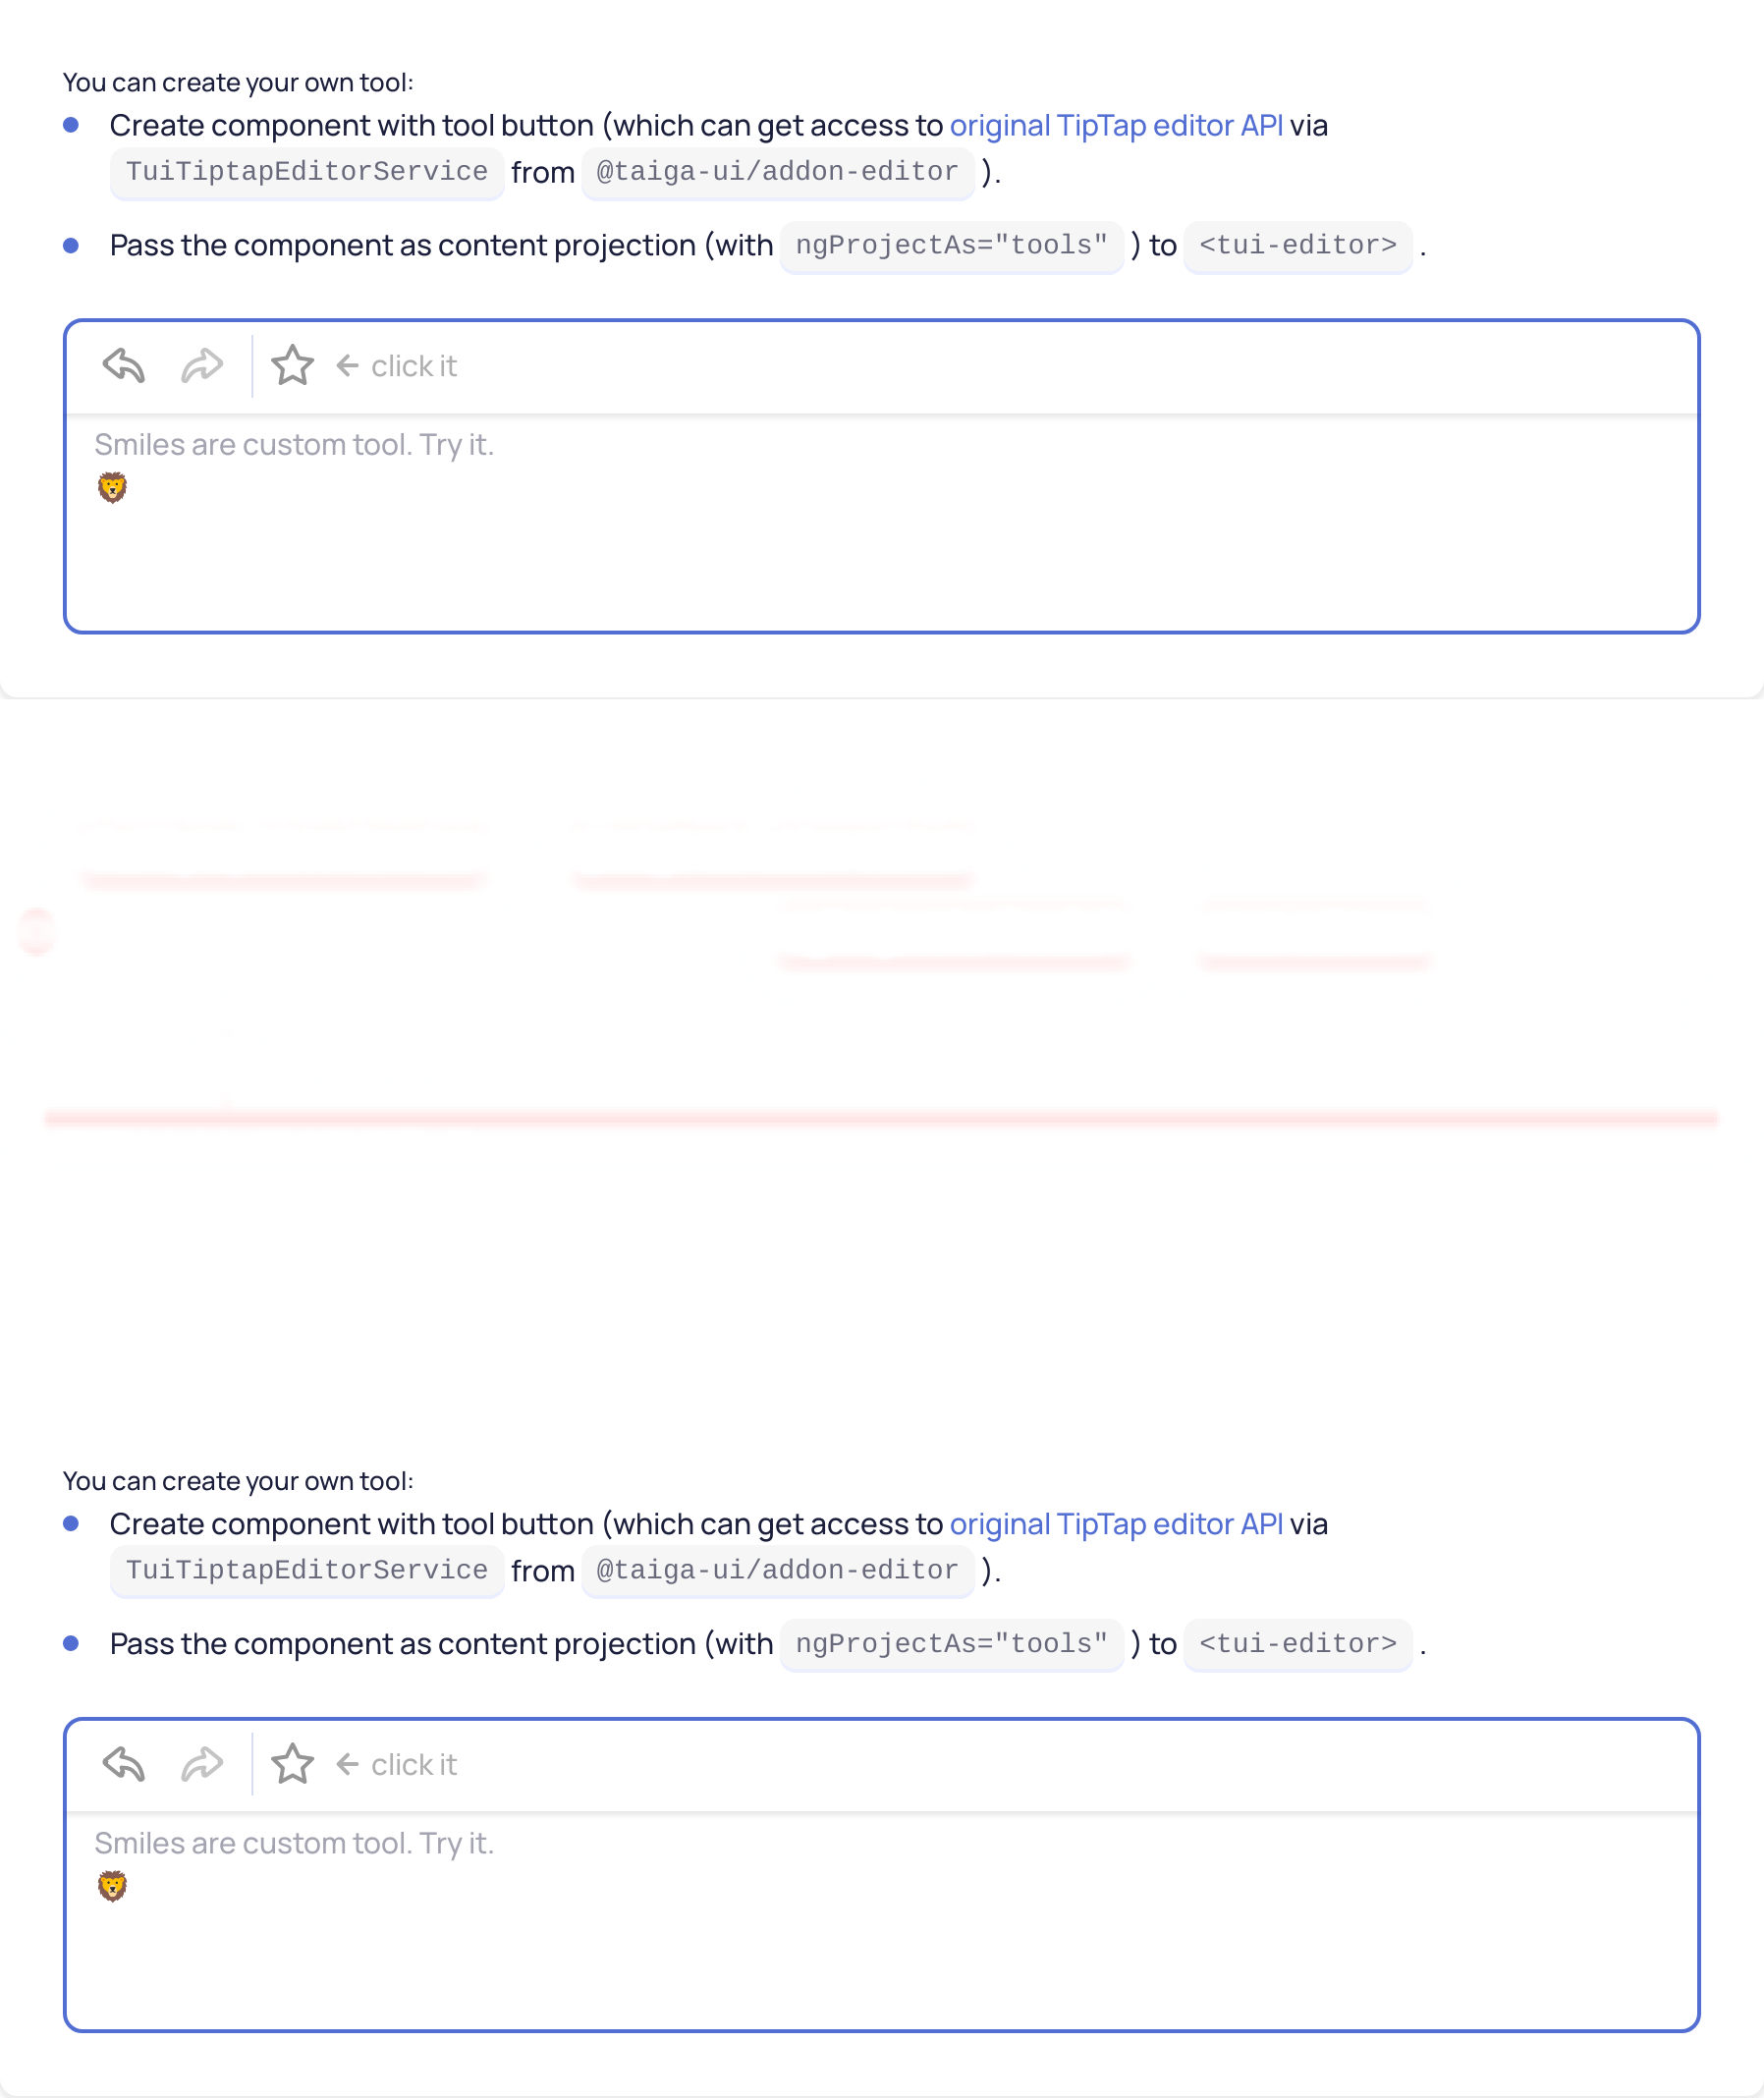 You can create your own tool:
Create component with tool button (which can get access to original TipTap editor API via
TuiTiptapEditorService from @taiga-ui/addon-editor ).
Pass the component as content projection (with ngProjectAs="tools" ) to <tui-editor> .
← click it
Smiles are custom tool. Try it.
🦁
You can create your own tool:
Create component with tool button (which can get access to original TipTap editor API via
TuiTiptapEditorService from @taiga-ui/addon-editor ).
Pass the component as content projection (with ngProjectAs="tools" ) to <tui-editor> .
← click it
Smiles are custom tool. Try it.
🦁